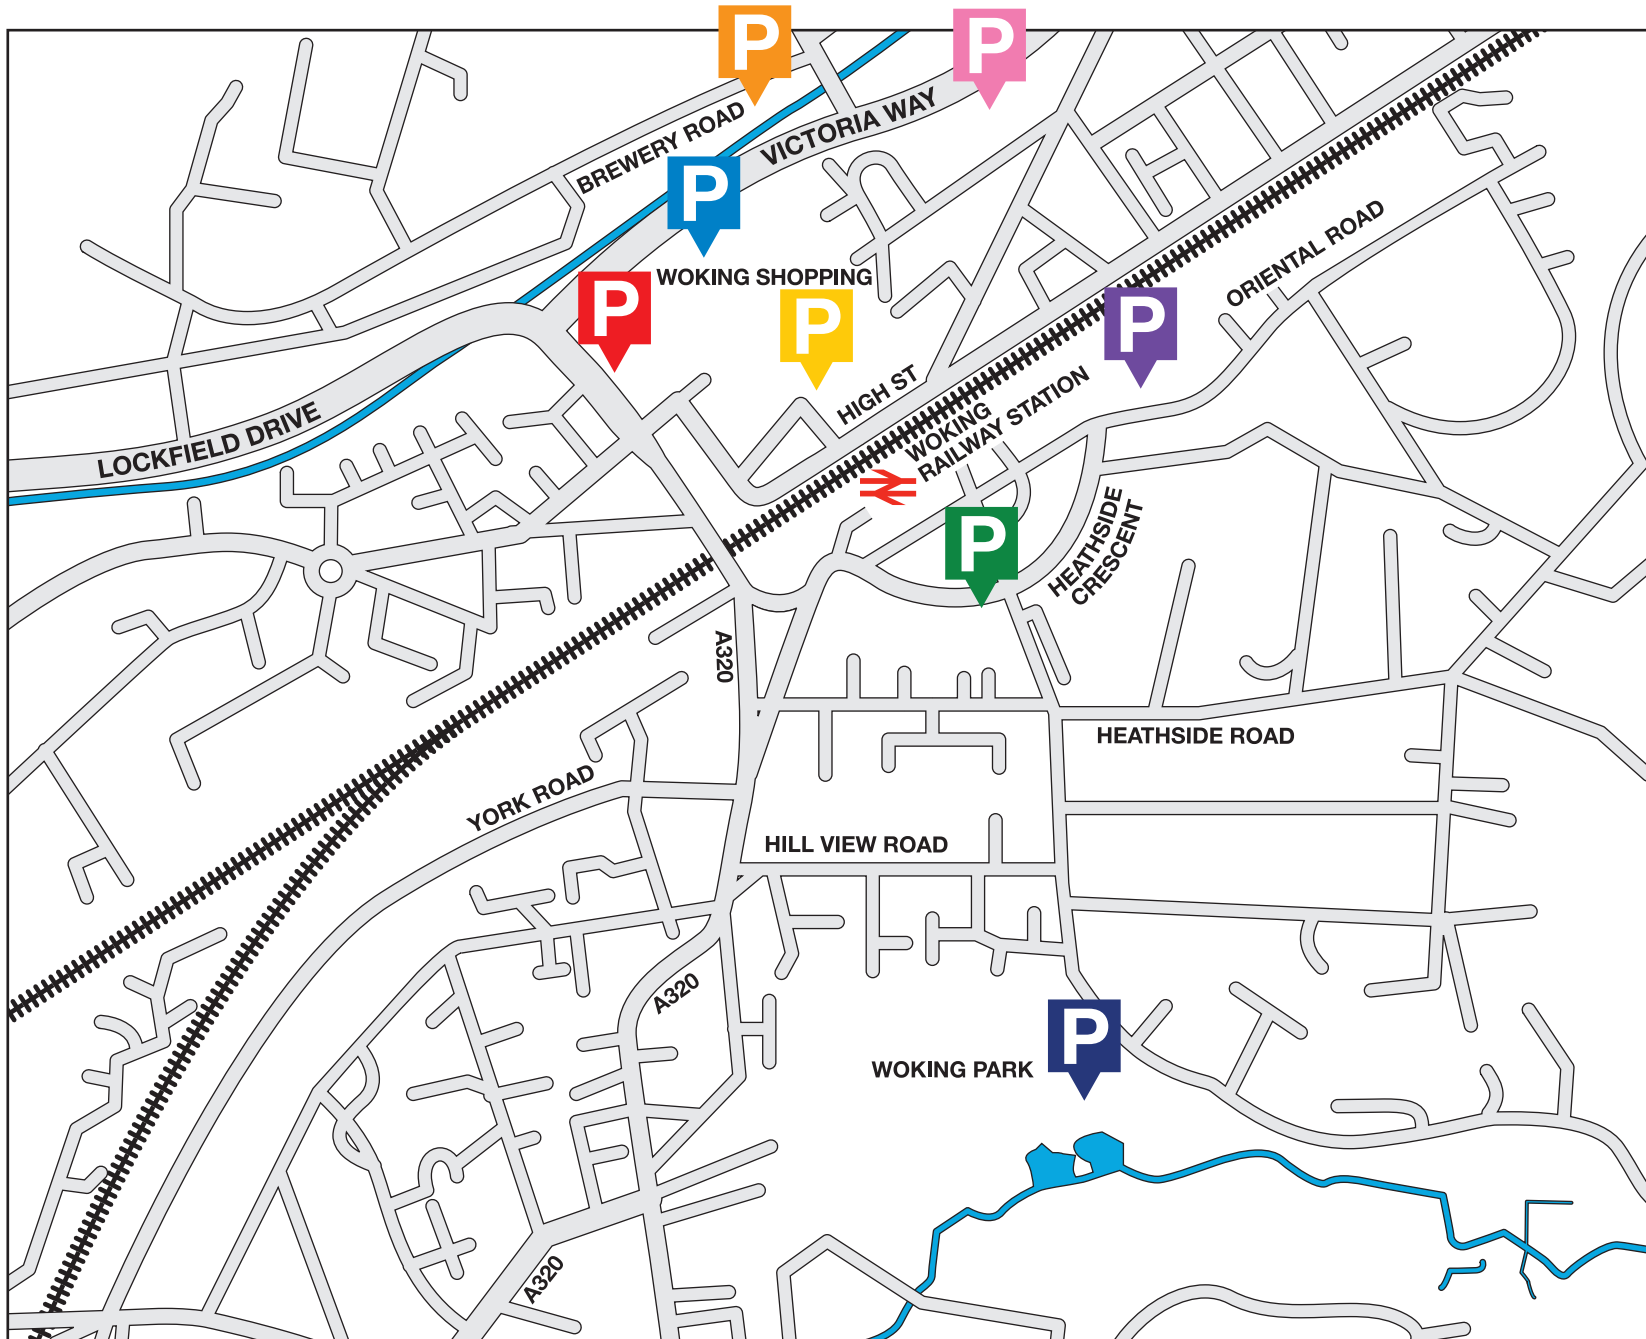 P
P
BREWERY ROAD
VICTORIA WAY
P
WOKING SHOPPING
P
P
P
ORIENTAL ROAD
HIGH ST
WOKING
RAILWAY STATION
LOCKFIELD DRIVE
P
HEATHSIDE
CRESCENT
A320
HEATHSIDE ROAD
YORK ROAD
HILL VIEW ROAD
A320
P
WOKING PARK
A320